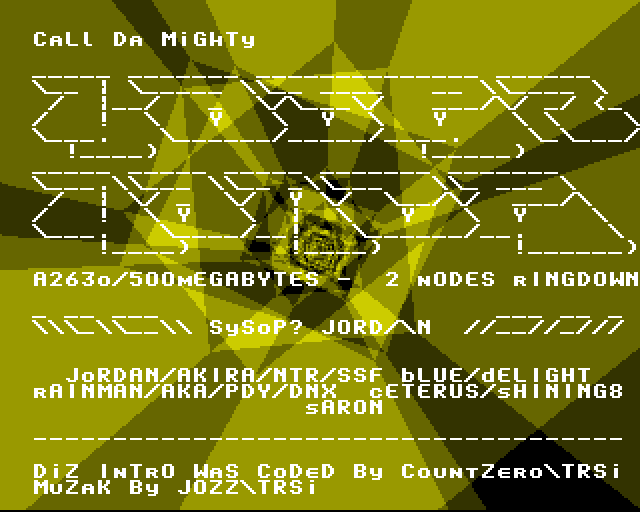 CaLL Da MiGHTy
A263o/500mEGABYTES - 2 nODES rINGDOWN
SySoP? JORD/\N
JoRDAN/AKIRA/NTR/SSF bLUE/dELIGHT
rAINMAN/AKA/PDY/DNX cETERUS/sHINING8
sARON
DiZ InTrO WaS CoDeD By CountZero\TRSi
MuZaK By JOZZ\TRSi